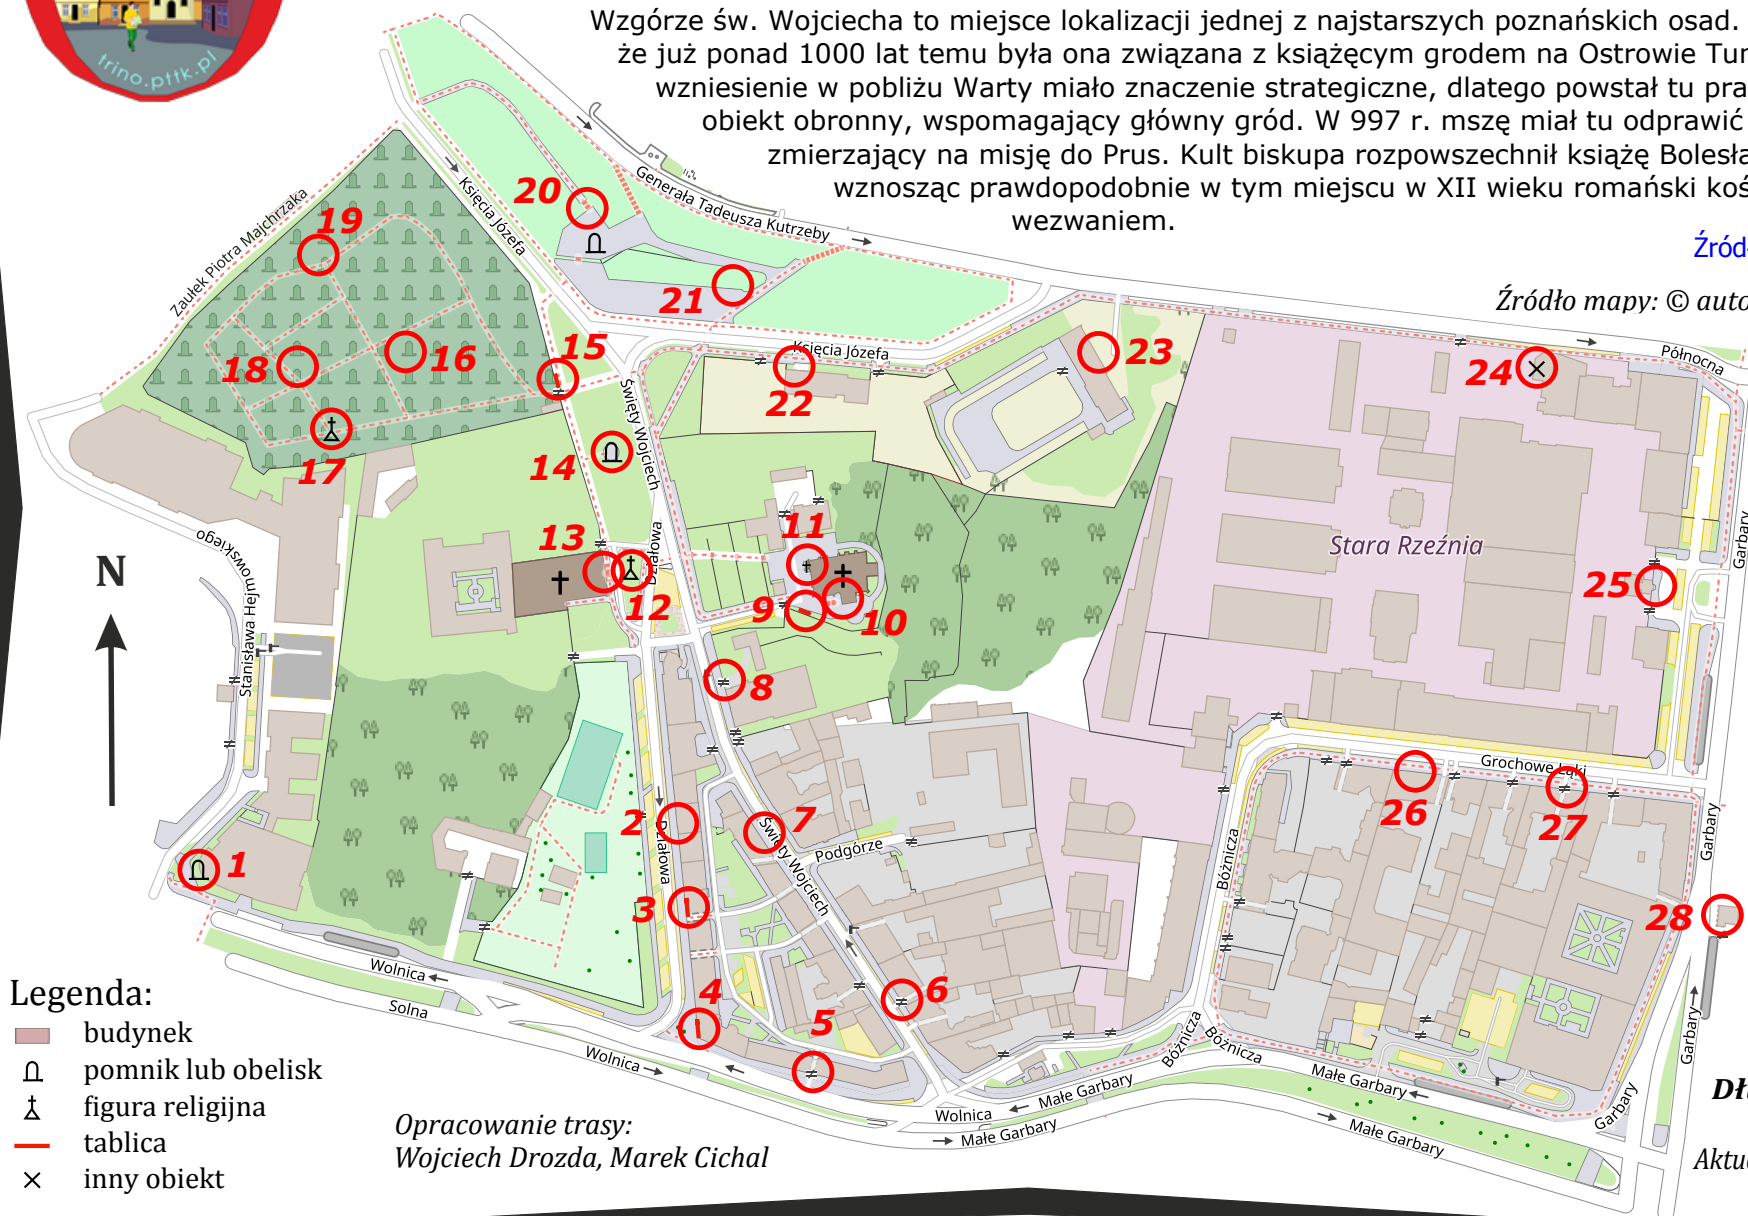 trino.pttk.pl
Wzgórze św. Wojciecha to miejsce lokalizacji jednej z najstarszych poznańskich osad.
że już ponad 1000 lat temu była ona związana z książęcym grodem na Ostrowie Tur
wzniesienie w pobliżu Warty miało znaczenie strategiczne, dlatego powstał tu pra
obiekt obronny, wspomagający główny gród. W 997 r. mszę miał tu odprawić
zmierzający na misję do Prus. Kult biskupa rozpowszechnił książę Bolesła
wznosząc prawdopodobnie w tym miejscu w XII wieku romański koś
wezwaniem.
Źród
Źródło mapy: © auto
Księcia Józefa
Generała Tadeusza Kutrzeby
Zaułek Piotra Majchrzaka
20
19
21
Księcia Józefa
Północna
15
16
18
22
23
24
17
14
Święty Wojciech
13
12
11
10
9
Działowa
Stara Rzeźnia
25
Garbary
N
Stanisława Hejmowskiego
8
Grochowe Łąki
26
27
2
Działowa
7
Święty Wojciech
Podgórze
Bóżnicza
Garbary
1
3
28
6
4
5
Wolnica
Solna
Wolnica
Bóżnicza
Bóżnicza
Małe Garbary
Małe Garbary
Garbary
Garbary
Wolnica
Małe Garbary
Małe Garbary
Legenda:
budynek
pomnik lub obelisk
figura religijna
tablica
inny obiekt
Opracowanie trasy:
Wojciech Drozda, Marek Cichal
Dłu
Aktua